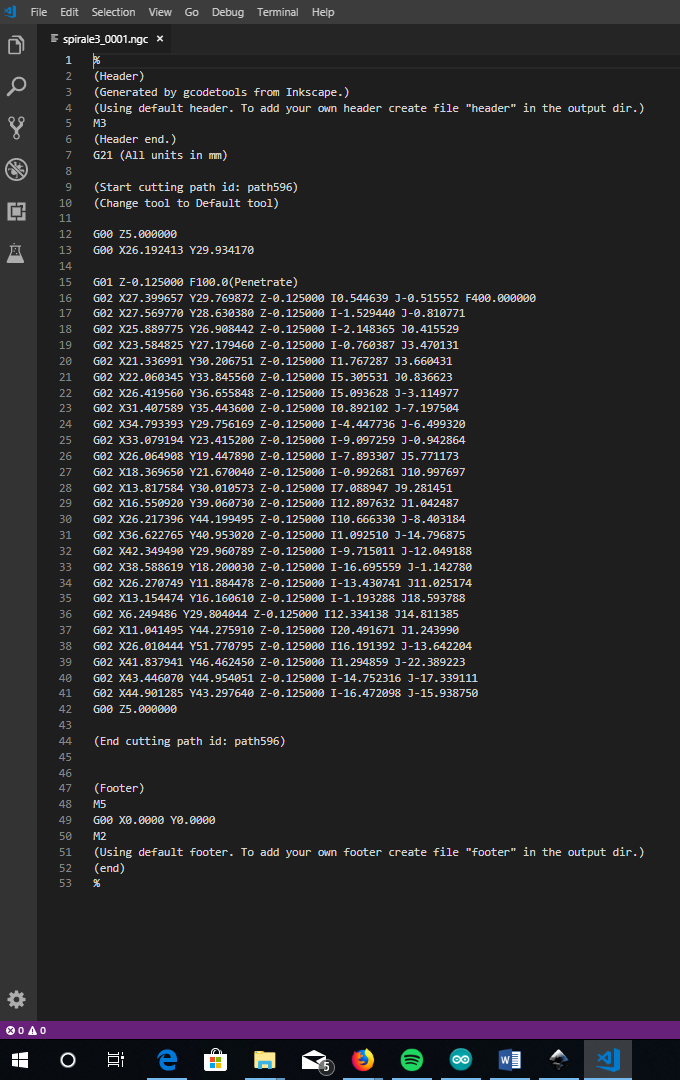 File Edit Selection View Go Debug Terminal Help
spirale3_0001.ngc ×
1 %
2 (Header)
3 (Generated by gcodetools from Inkscape.)
4 (Using default header. To add your own header create file "header" in the output dir.)
5 M3
6 (Header end.)
7 G21 (All units in mm)
8
9 (Start cutting path id: path596)
10 (Change tool to Default tool)
11
12 G00 Z5.000000
13 G00 X26.192413 Y29.934170
14
15 G01 Z-0.125000 F100.0(Penetrate)
16 G02 X27.399657 Y29.769872 Z-0.125000 I0.544639 J-0.515552 F400.000000
17 G02 X27.569770 Y28.630380 Z-0.125000 I-1.529440 J-0.810771
18 G02 X25.889775 Y26.908442 Z-0.125000 I-2.148365 J0.415529
19 G02 X23.584825 Y27.179460 Z-0.125000 I-0.760387 J3.470131
20 G02 X21.336991 Y30.206751 Z-0.125000 I1.767287 J3.660431
21 G02 X22.060345 Y33.845560 Z-0.125000 I5.305531 J0.836623
22 G02 X26.419560 Y36.655848 Z-0.125000 I5.093628 J-3.114977
23 G02 X31.407589 Y35.443600 Z-0.125000 I0.892102 J-7.197504
24 G02 X34.793393 Y29.756169 Z-0.125000 I-4.447736 J-6.499320
25 G02 X33.079194 Y23.415200 Z-0.125000 I-9.097259 J-0.942864
26 G02 X26.064908 Y19.447890 Z-0.125000 I-7.893307 J5.771173
27 G02 X18.369650 Y21.670040 Z-0.125000 I-0.992681 J10.997697
28 G02 X13.817584 Y30.010573 Z-0.125000 I7.088947 J9.281451
29 G02 X16.550920 Y39.060730 Z-0.125000 I12.897632 J1.042487
30 G02 X26.217396 Y44.199495 Z-0.125000 I10.666330 J-8.403184
31 G02 X36.622765 Y40.953020 Z-0.125000 I1.092510 J-14.796875
32 G02 X42.349490 Y29.960789 Z-0.125000 I-9.715011 J-12.049188
33 G02 X38.588619 Y18.200030 Z-0.125000 I-16.695559 J-1.142780
34 G02 X26.270749 Y11.884478 Z-0.125000 I-13.430741 J11.025174
35 G02 X13.154474 Y16.160610 Z-0.125000 I-1.193288 J18.593788
36 G02 X6.249486 Y29.804044 Z-0.125000 I12.334138 J14.811385
37 G02 X11.041495 Y44.275910 Z-0.125000 I20.491671 J1.243990
38 G02 X26.010444 Y51.770795 Z-0.125000 I16.191392 J-13.642204
39 G02 X41.837941 Y46.462450 Z-0.125000 I1.294859 J-22.389223
40 G02 X43.446070 Y44.954051 Z-0.125000 I-14.752316 J-17.339111
41 G02 X44.901285 Y43.297640 Z-0.125000 I-16.472098 J-15.938750
42 G00 Z5.000000
43
44 (End cutting path id: path596)
45
46
47 (Footer)
48 M5
49 G00 X0.0000 Y0.0000
50 M2
51 (Using default footer. To add your own footer create file "footer" in the output dir.)
52 (end)
53 %
0 0
5